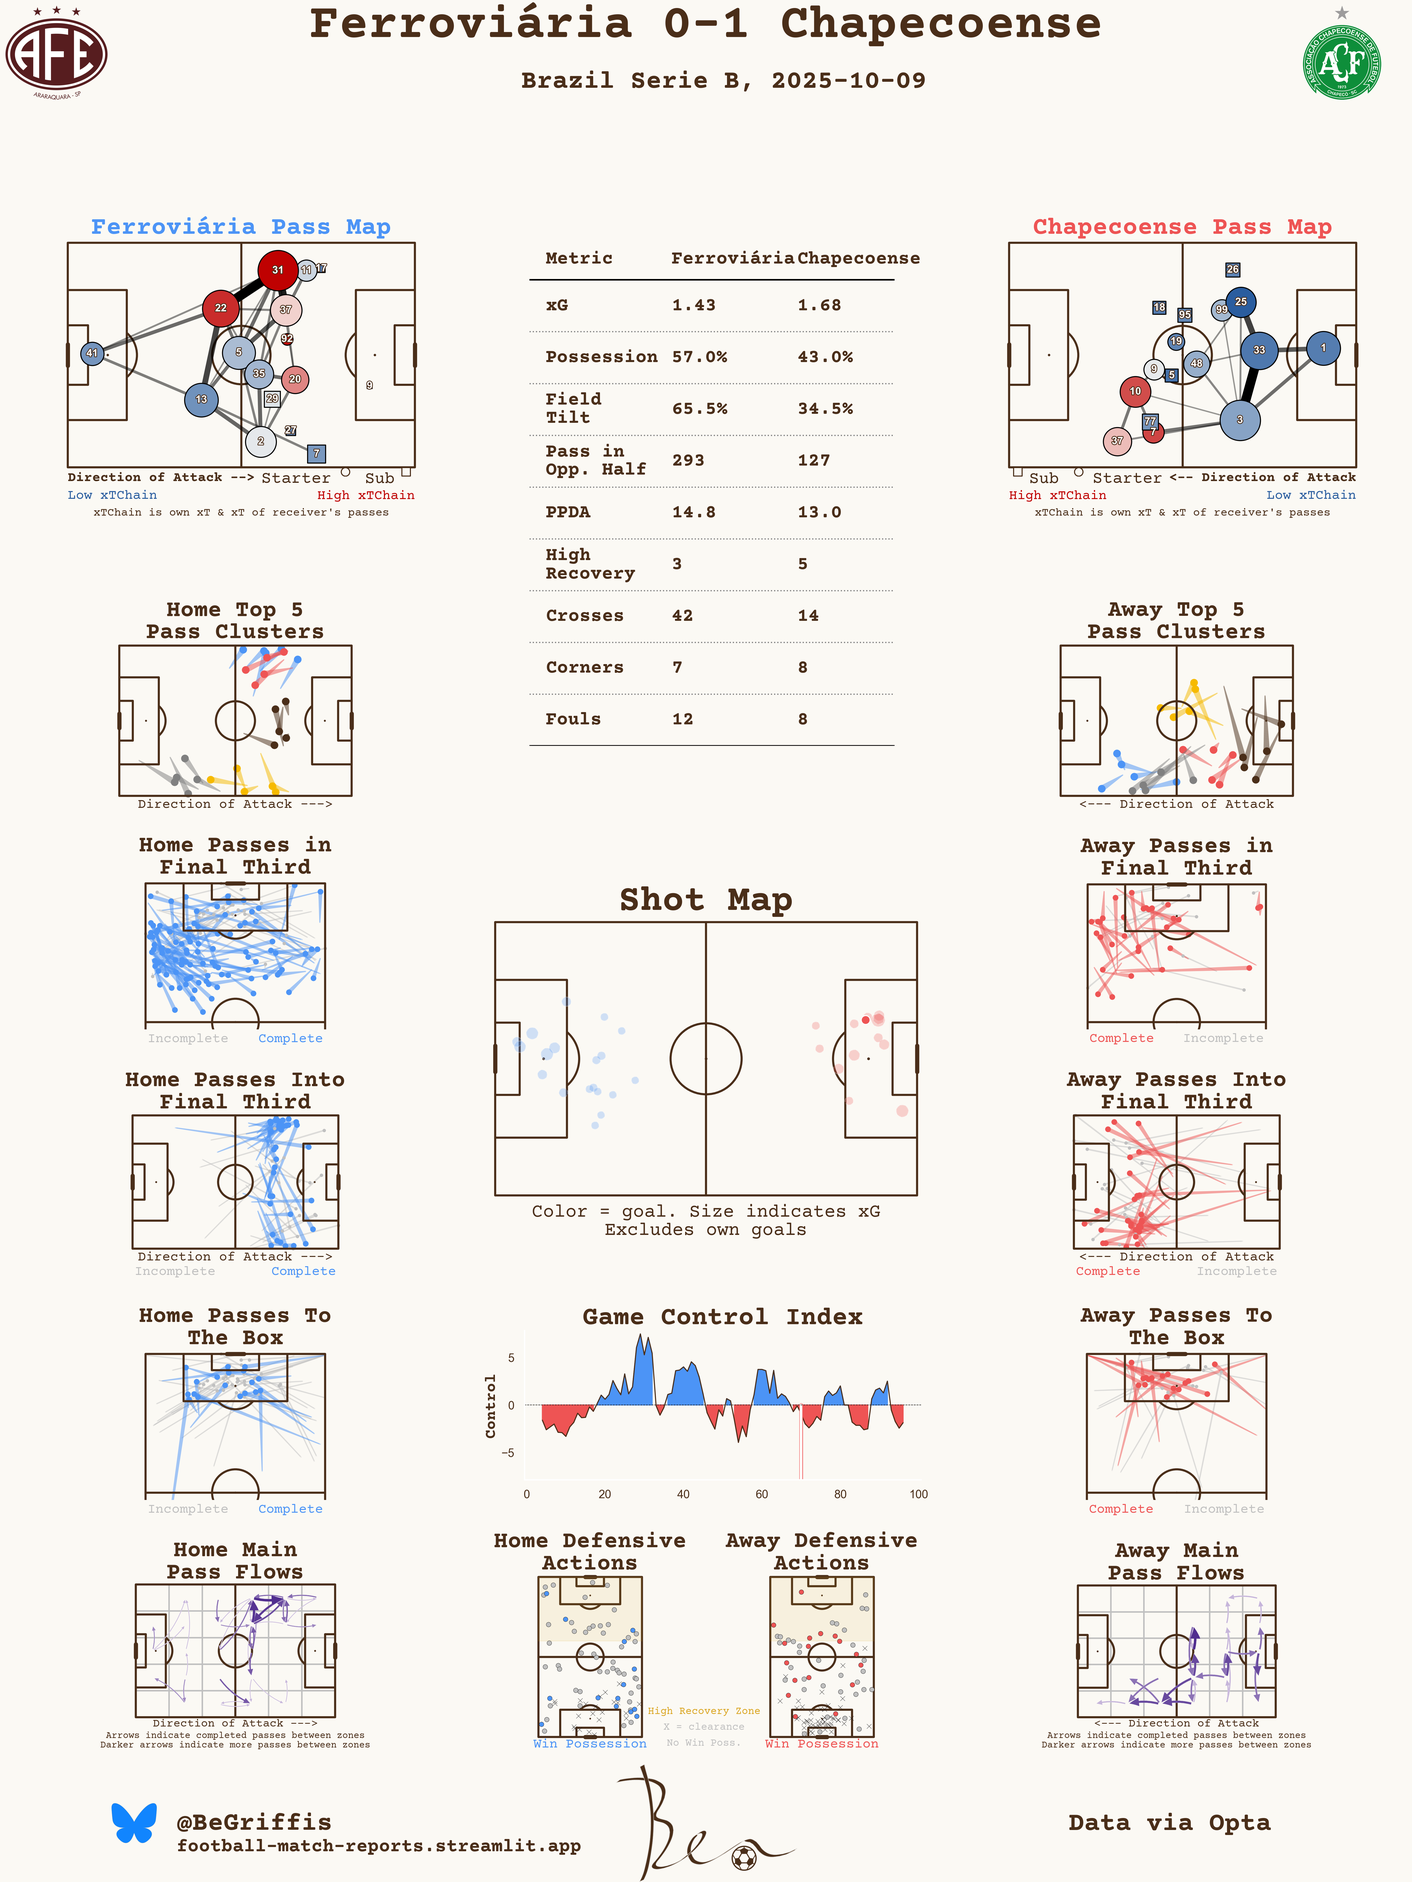 Ferroviária 0-1 Chapecoense
Brazil Serie B, 2025-10-09
AFE
ARARAQUARA - SP
ASSOCIAÇÃO CHAPECOENSE DE FUTEBOL
ACF
1973
CHAPECÓ - SC
Ferroviária Pass Map
31
11
17
22
37
92
41
5
35
20
9
13
29
2
27
7
Direction of Attack --> Starter Sub
Low xTChain High xTChain
xTChain is own xT & xT of receiver's passes
Metric Ferroviária Chapecoense
xG 1.43 1.68
Possession 57.0% 43.0%
Field
Tilt 65.5% 34.5%
Pass in
Opp. Half 293 127
PPDA 14.8 13.0
High
Recovery 3 5
Crosses 42 14
Corners 7 8
Fouls 12 8
Chapecoense Pass Map
26
18
95
99
25
19
33
1
9
5
48
10
77
7
3
37
Sub Starter <-- Direction of Attack
High xTChain Low xTChain
xTChain is own xT & xT of receiver's passes
Home Top 5
Pass Clusters
Direction of Attack --->
Away Top 5
Pass Clusters
<--- Direction of Attack
Home Passes in
Final Third
Incomplete Complete
Away Passes in
Final Third
Complete Incomplete
Shot Map
Color = goal. Size indicates xG
Excludes own goals
Home Passes Into
Final Third
Direction of Attack --->
Incomplete Complete
Away Passes Into
Final Third
<--- Direction of Attack
Complete Incomplete
Home Passes To
The Box
Incomplete Complete
Game Control Index
Control
5
0
−5
0 20 40 60 80 100
Away Passes To
The Box
Complete Incomplete
Home Main
Pass Flows
Direction of Attack --->
Arrows indicate completed passes between zones
Darker arrows indicate more passes between zones
Home Defensive
Actions
Win Possession
High Recovery Zone
X = clearance
No Win Poss.
Away Defensive
Actions
Win Possession
Away Main
Pass Flows
<--- Direction of Attack
Arrows indicate completed passes between zones
Darker arrows indicate more passes between zones
@BeGriffis
football-match-reports.streamlit.app
Ben
Data via Opta